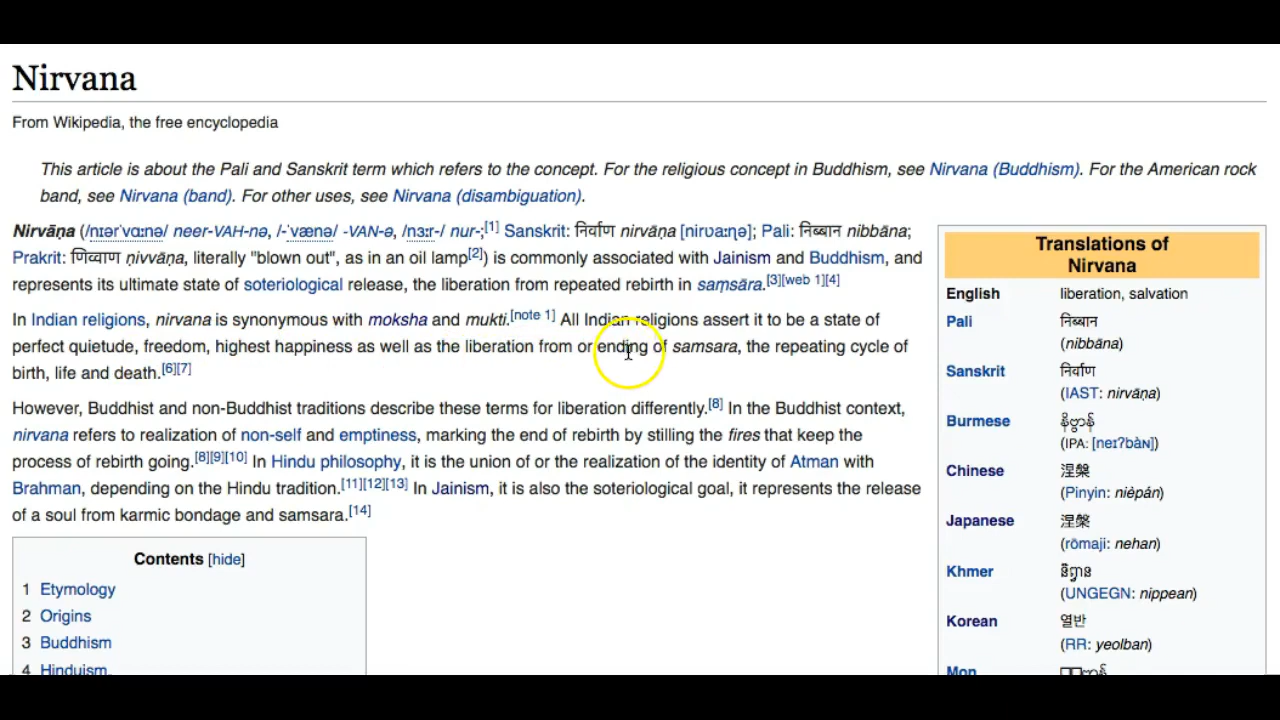 Nirvana
From Wikipedia, the free encyclopedia
This article is about the Pali and Sanskrit term which refers to the concept. For the religious concept in Buddhism, see Nirvana (Buddhism). For the American rock
band, see Nirvana (band). For other uses, see Nirvana (disambiguation).
Nirvāṇa (/nɪərˈvɑːnə/ neer-VAH-nə, /-ˈvænə/ -VAN-ə, /nɜːr-/ nur-;[1] Sanskrit: निर्वाण nirvāṇa [nirʋaːɳə]; Pali: निब्बान nibbāna;
Prakrit: णिव्वाण ṇivvāṇa, literally "blown out", as in an oil lamp[2]) is commonly associated with Jainism and Buddhism, and
represents its ultimate state of soteriological release, the liberation from repeated rebirth in saṃsāra.[3][web 1][4]
In Indian religions, nirvana is synonymous with moksha and mukti.[note 1] All Indian religions assert it to be a state of
perfect quietude, freedom, highest happiness as well as the liberation from or ending of samsara, the repeating cycle of
birth, life and death.[6][7]
However, Buddhist and non-Buddhist traditions describe these terms for liberation differently.[8] In the Buddhist context,
nirvana refers to realization of non-self and emptiness, marking the end of rebirth by stilling the fires that keep the
process of rebirth going.[8][9][10] In Hindu philosophy, it is the union of or the realization of the identity of Atman with
Brahman, depending on the Hindu tradition.[11][12][13] In Jainism, it is also the soteriological goal, it represents the release
of a soul from karmic bondage and samsara.[14]
Contents [hide]
1 Etymology
2 Origins
3 Buddhism
4 Hinduism
Translations of
Nirvana
English liberation, salvation
Pali निब्बान
(nibbāna)
Sanskrit निर्वाण
(IAST: nirvāṇa)
Burmese နိဗ္ဗာန်
(IPA: [neɪʔbàɴ])
Chinese 涅槃
(Pinyin: nièpán)
Japanese 涅槃
(rōmaji: nehan)
Khmer និព្វាន
(UNGEGN: nippean)
Korean 열반
(RR: yeolban)
Mon